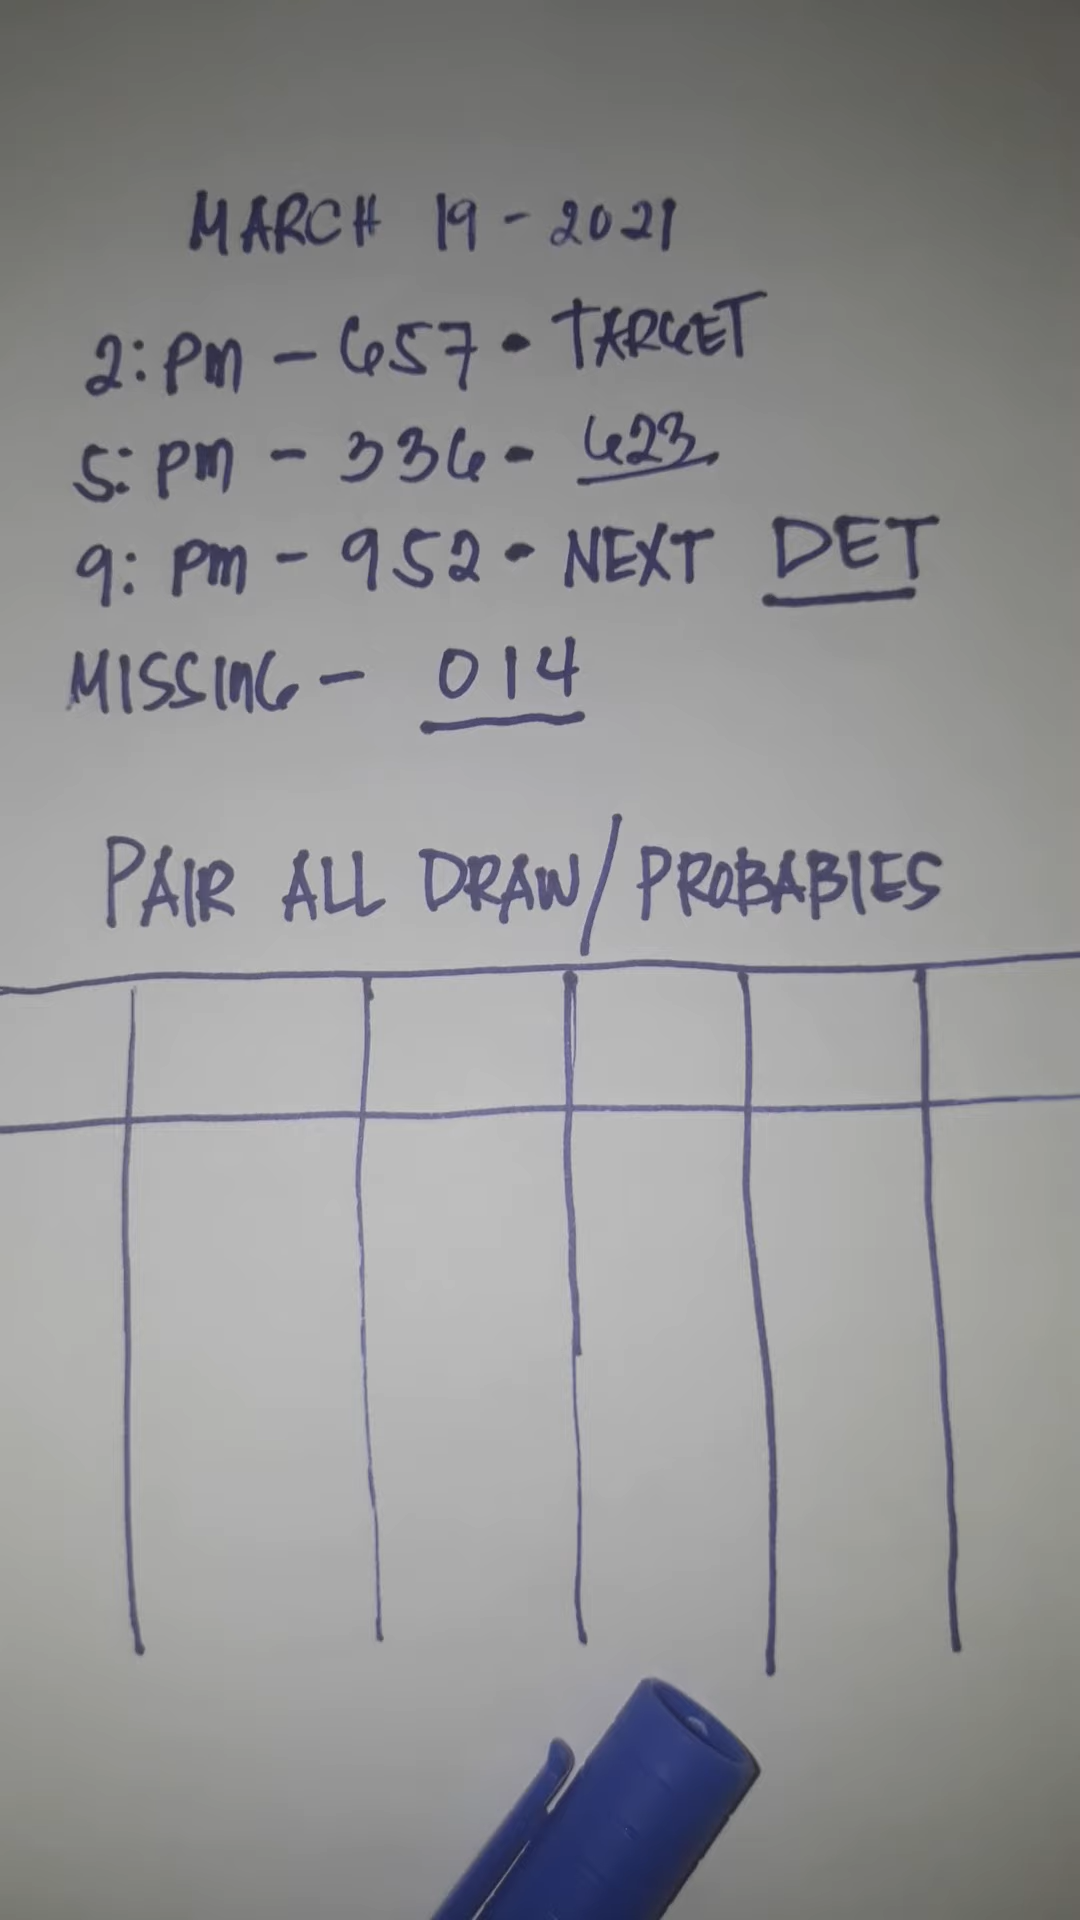 MARCH 19-2021
2:PM - 657 - TARGET
5:PM - 336 - 623
9:PM - 952 - NEXT DET
MISSING - 014
PAIR ALL DRAW/PROBABIES